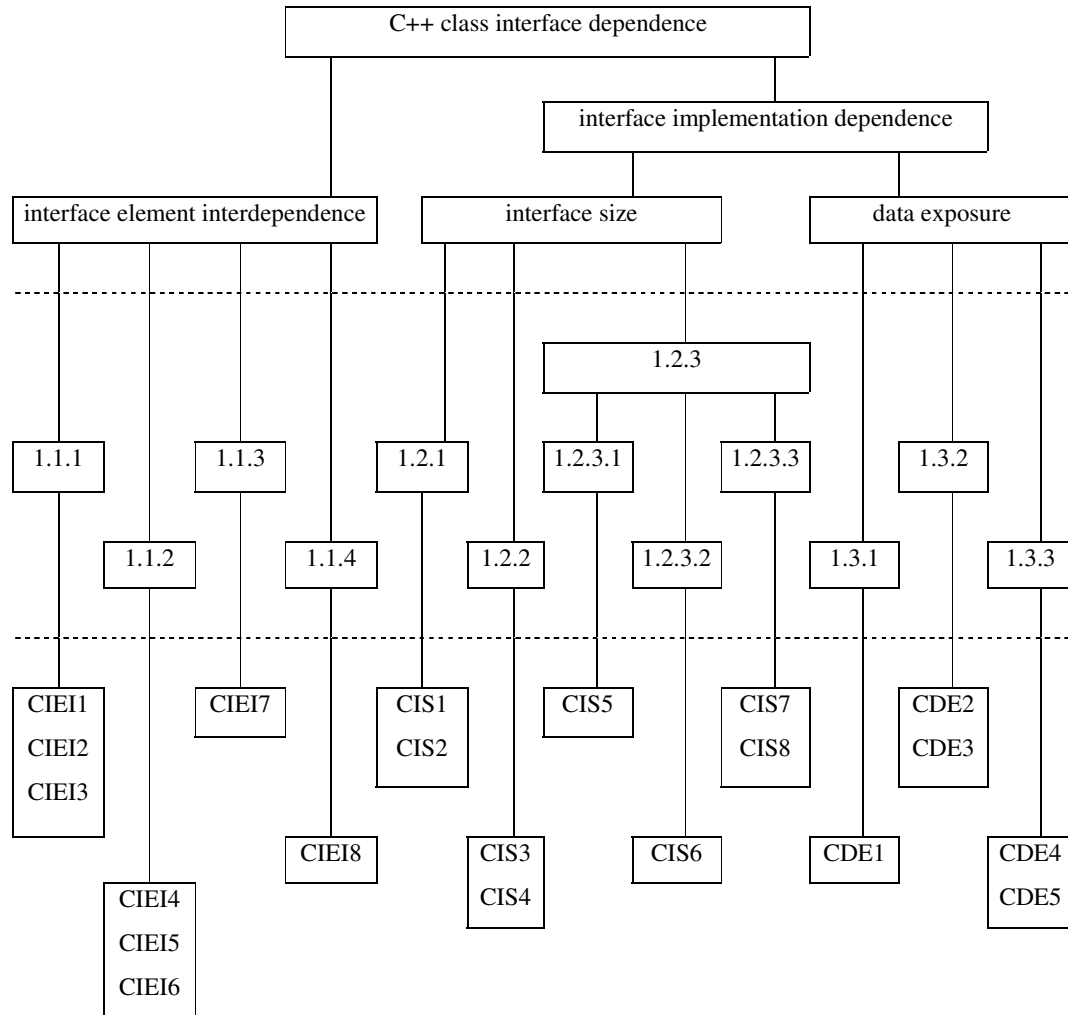 C++ class interface dependence
interface implementation dependence
interface element interdependence
interface size
data exposure
1.2.3
1.1.1
1.1.3
1.2.1
1.2.3.1
1.2.3.3
1.3.2
1.1.2
1.1.4
1.2.2
1.2.3.2
1.3.1
1.3.3
CIEI1
CIEI2
CIEI3
CIEI7
CIS1
CIS2
CIS5
CIS7
CIS8
CDE2
CDE3
CIEI8
CIS3
CIS4
CIS6
CDE1
CDE4
CDE5
CIEI4
CIEI5
CIEI6